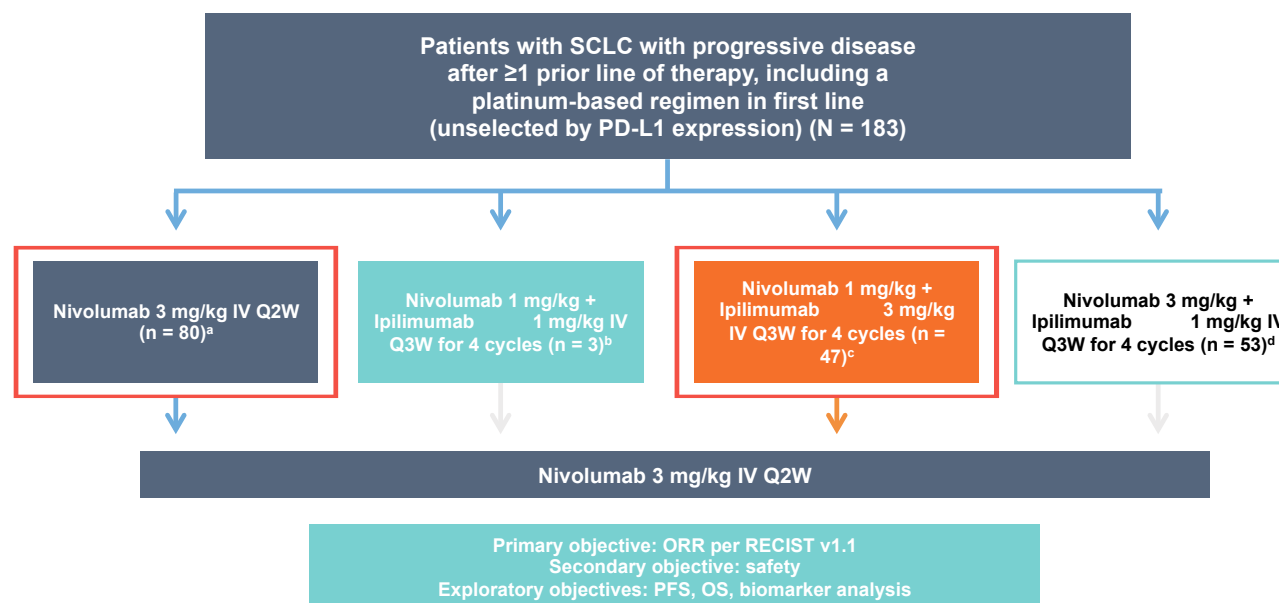 Patients with SCLC with progressive disease
after ≥1 prior line of therapy, including a
platinum-based regimen in first line
(unselected by PD-L1 expression) (N = 183)
Nivolumab 3 mg/kg IV Q2W
(n = 80)ᵃ
Nivolumab 1 mg/kg +
Ipilimumab 1 mg/kg IV
Q3W for 4 cycles (n = 3)ᵇ
Nivolumab 1 mg/kg +
Ipilimumab 3 mg/kg
IV Q3W for 4 cycles (n =
47)ᶜ
Nivolumab 3 mg/kg +
Ipilimumab 1 mg/kg IV
Q3W for 4 cycles (n = 53)ᵈ
Nivolumab 3 mg/kg IV Q2W
Primary objective: ORR per RECIST v1.1
Secondary objective: safety
Exploratory objectives: PFS, OS, biomarker analysis